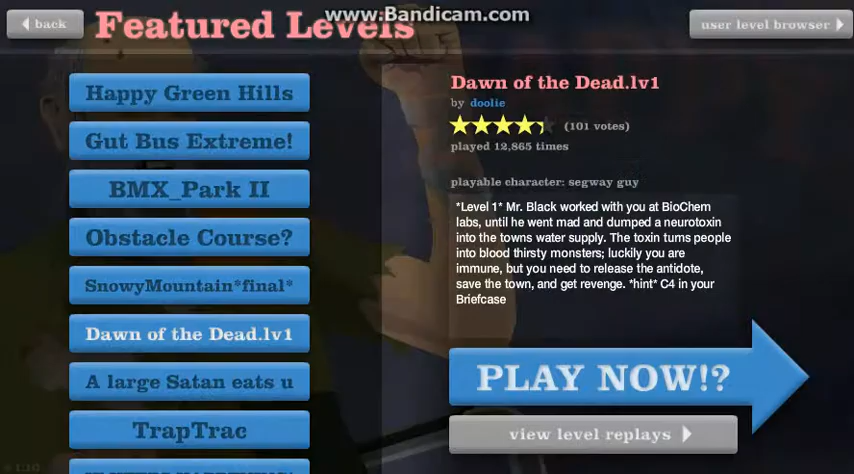 www.Bandicam.com
back
Featured Levels
user level browser
Happy Green Hills
Gut Bus Extreme!
BMX_Park II
Obstacle Course?
SnowyMountain*final*
Dawn of the Dead.lv1
A large Satan eats u
TrapTrac
Dawn of the Dead.lv1
by doolie
(101 votes)
played 12,865 times
playable character: segway guy
*Level 1* Mr. Black worked with you at BioChem
labs, until he went mad and dumped a neurotoxin
into the towns water supply. The toxin turns people
into blood thirsty monsters; luckily you are
immune, but you need to release the antidote,
save the town, and get revenge. *hint* C4 in your
Briefcase
PLAY NOW!?
view level replays